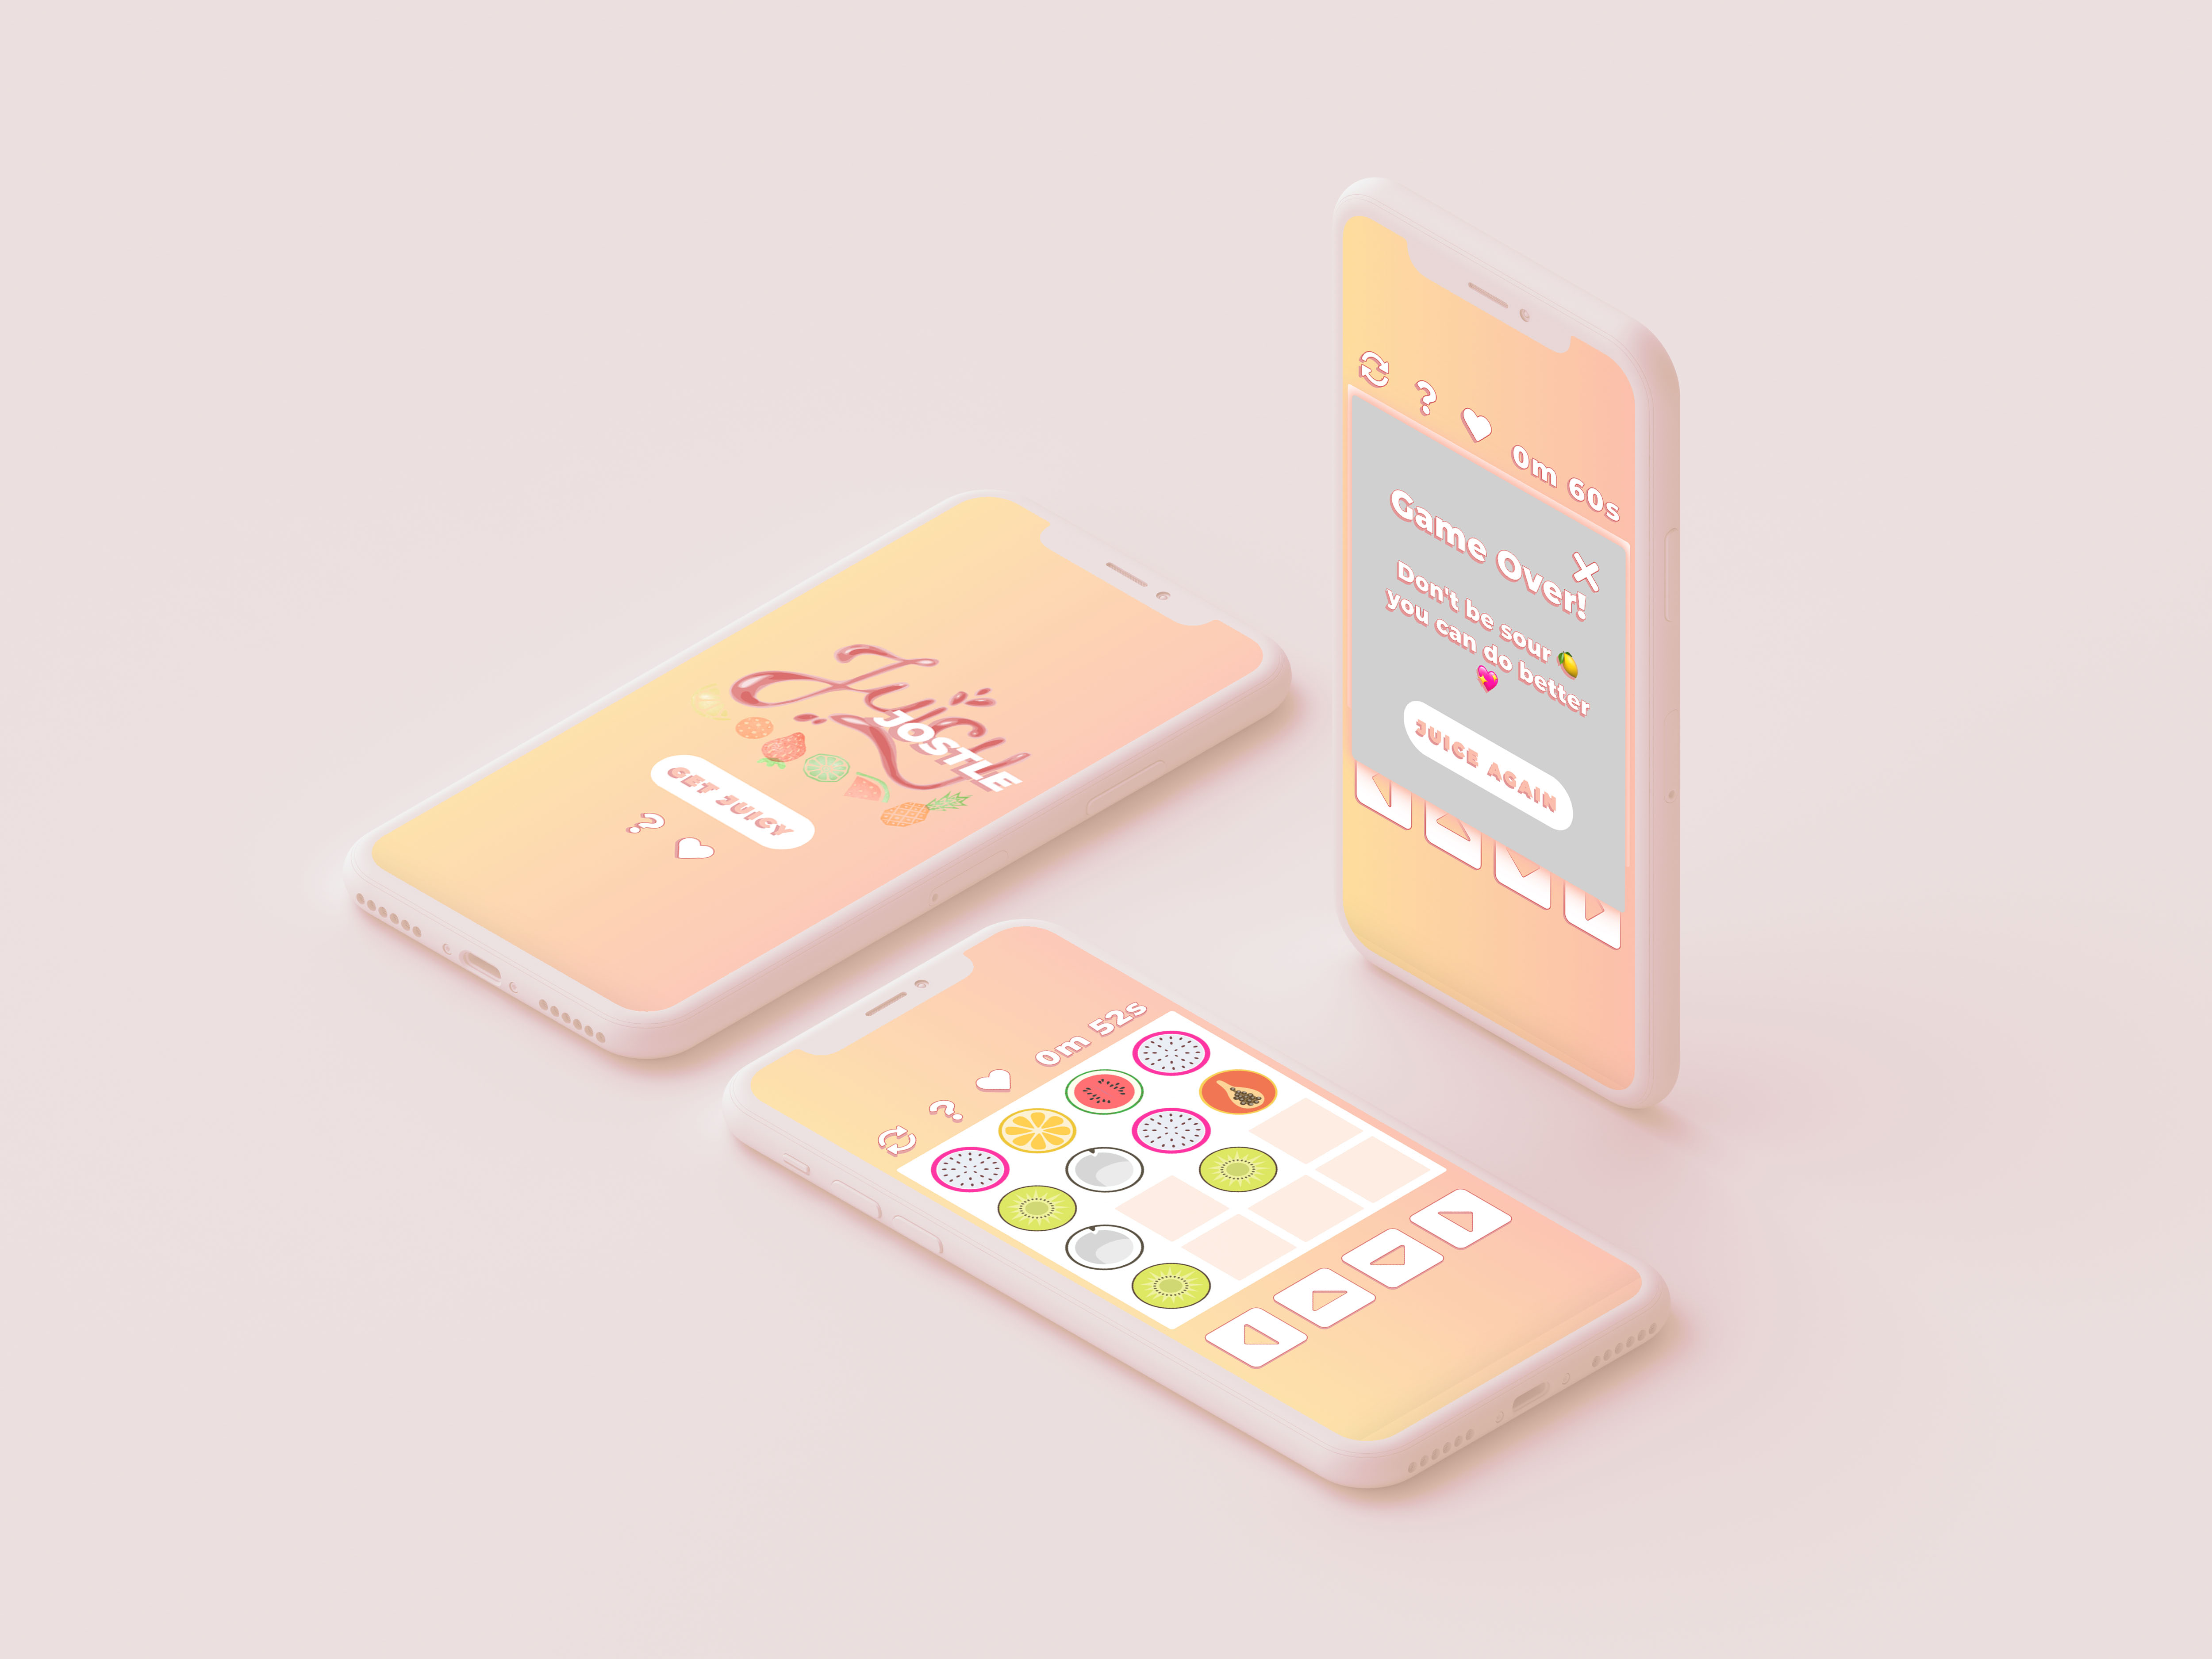 Juicy
JOSTLE
GET JUICY
?
? 0m 60s
Game Over!
Don't be sour 🍋
you can do better
💖
JUICE AGAIN
? 0m 52s